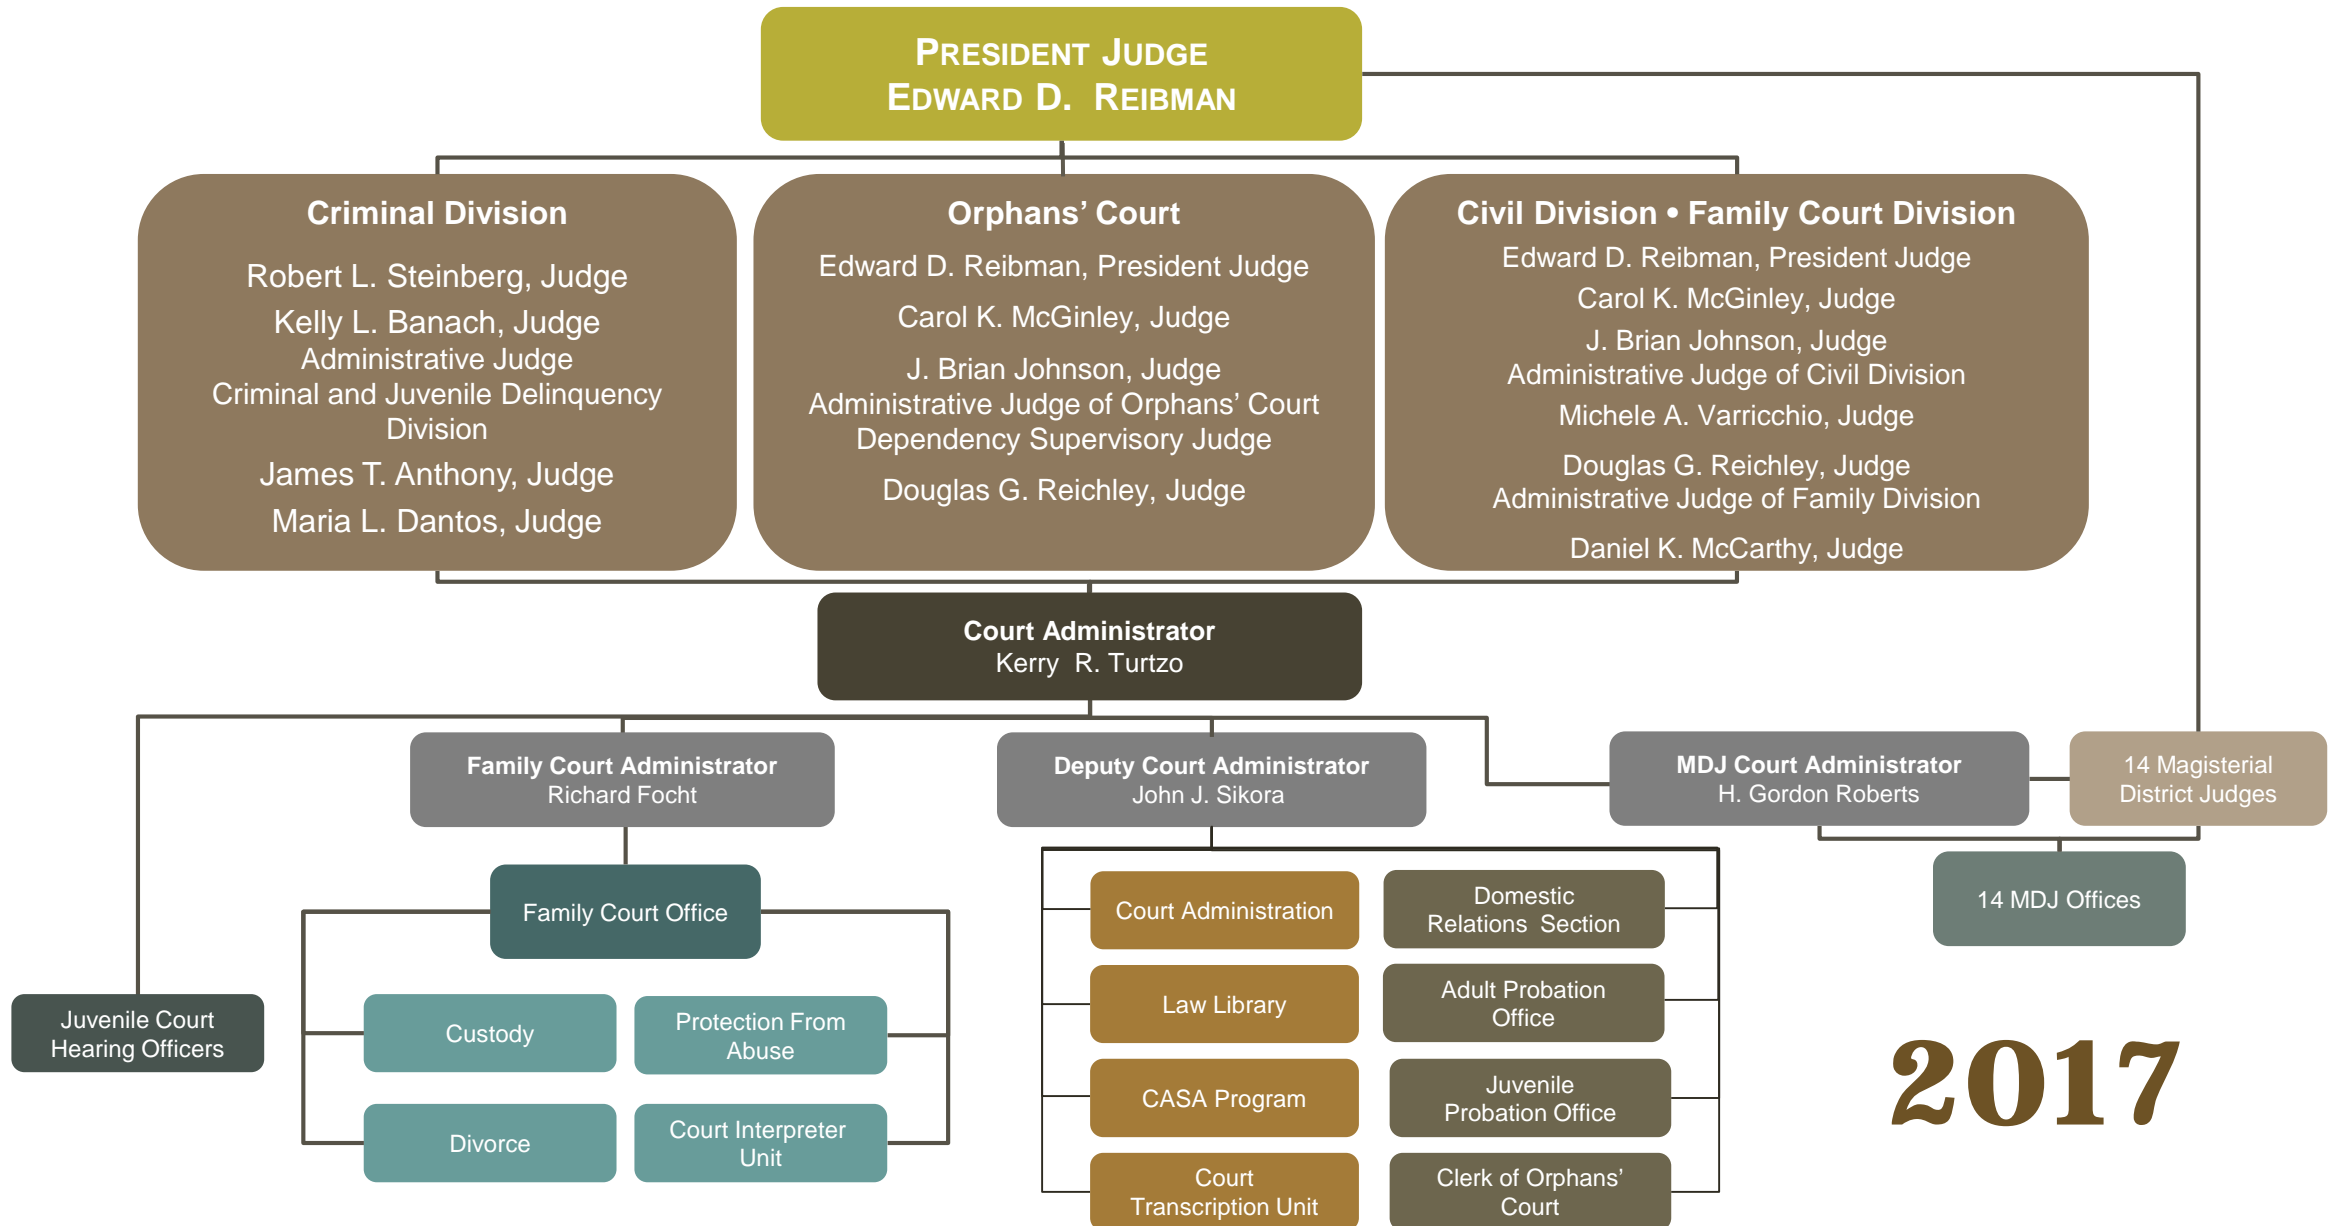 PRESIDENT JUDGE
EDWARD D. REIBMAN
Criminal Division
Robert L. Steinberg, Judge
Kelly L. Banach, Judge
Administrative Judge
Criminal and Juvenile Delinquency
Division
James T. Anthony, Judge
Maria L. Dantos, Judge
Orphans’ Court
Edward D. Reibman, President Judge
Carol K. McGinley, Judge
J. Brian Johnson, Judge
Administrative Judge of Orphans’ Court
Dependency Supervisory Judge
Douglas G. Reichley, Judge
Civil Division • Family Court Division
Edward D. Reibman, President Judge
Carol K. McGinley, Judge
J. Brian Johnson, Judge
Administrative Judge of Civil Division
Michele A. Varricchio, Judge
Douglas G. Reichley, Judge
Administrative Judge of Family Division
Daniel K. McCarthy, Judge
Court Administrator
Kerry R. Turtzo
Family Court Administrator
Richard Focht
Deputy Court Administrator
John J. Sikora
MDJ Court Administrator
H. Gordon Roberts
14 Magisterial
District Judges
Family Court Office
14 MDJ Offices
Juvenile Court
Hearing Officers
Custody
Protection From
Abuse
Divorce
Court Interpreter
Unit
Court Administration
Domestic
Relations Section
Law Library
Adult Probation
Office
CASA Program
Juvenile
Probation Office
Court
Transcription Unit
Clerk of Orphans’
Court
2017